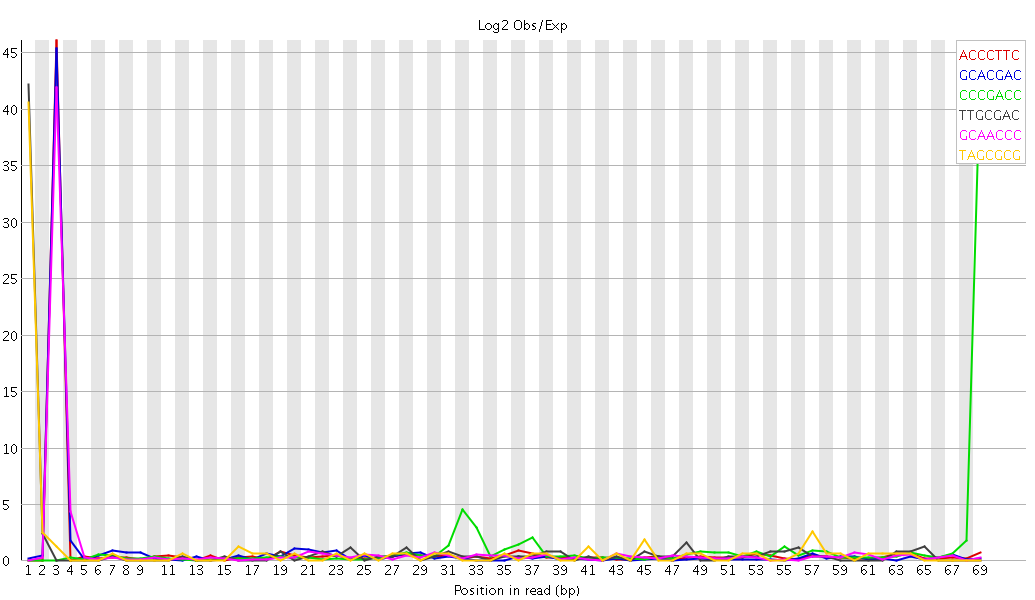 Log2 Obs/Exp
45
40
35
30
25
20
15
10
5
0
ACCCTTC
GCACGAC
CCCGACC
TTGCGAC
GCAACCC
TAGCGCG
1 2 3 4 5 6 7 8 9 11 13 15 17 19 21 23 25 27 29 31 33 35 37 39 41 43 45 47 49 51 53 55 57 59 61 63 65 67 69
Position in read (bp)